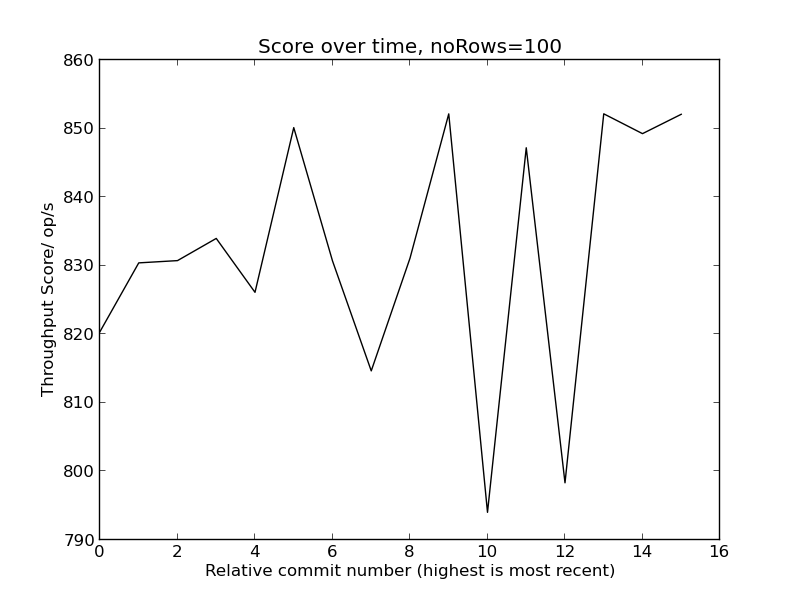 Score over time, noRows=100
860
850
840
830
820
810
800
790
Throughput Score/ op/s
0 2 4 6 8 10 12 14 16
Relative commit number (highest is most recent)